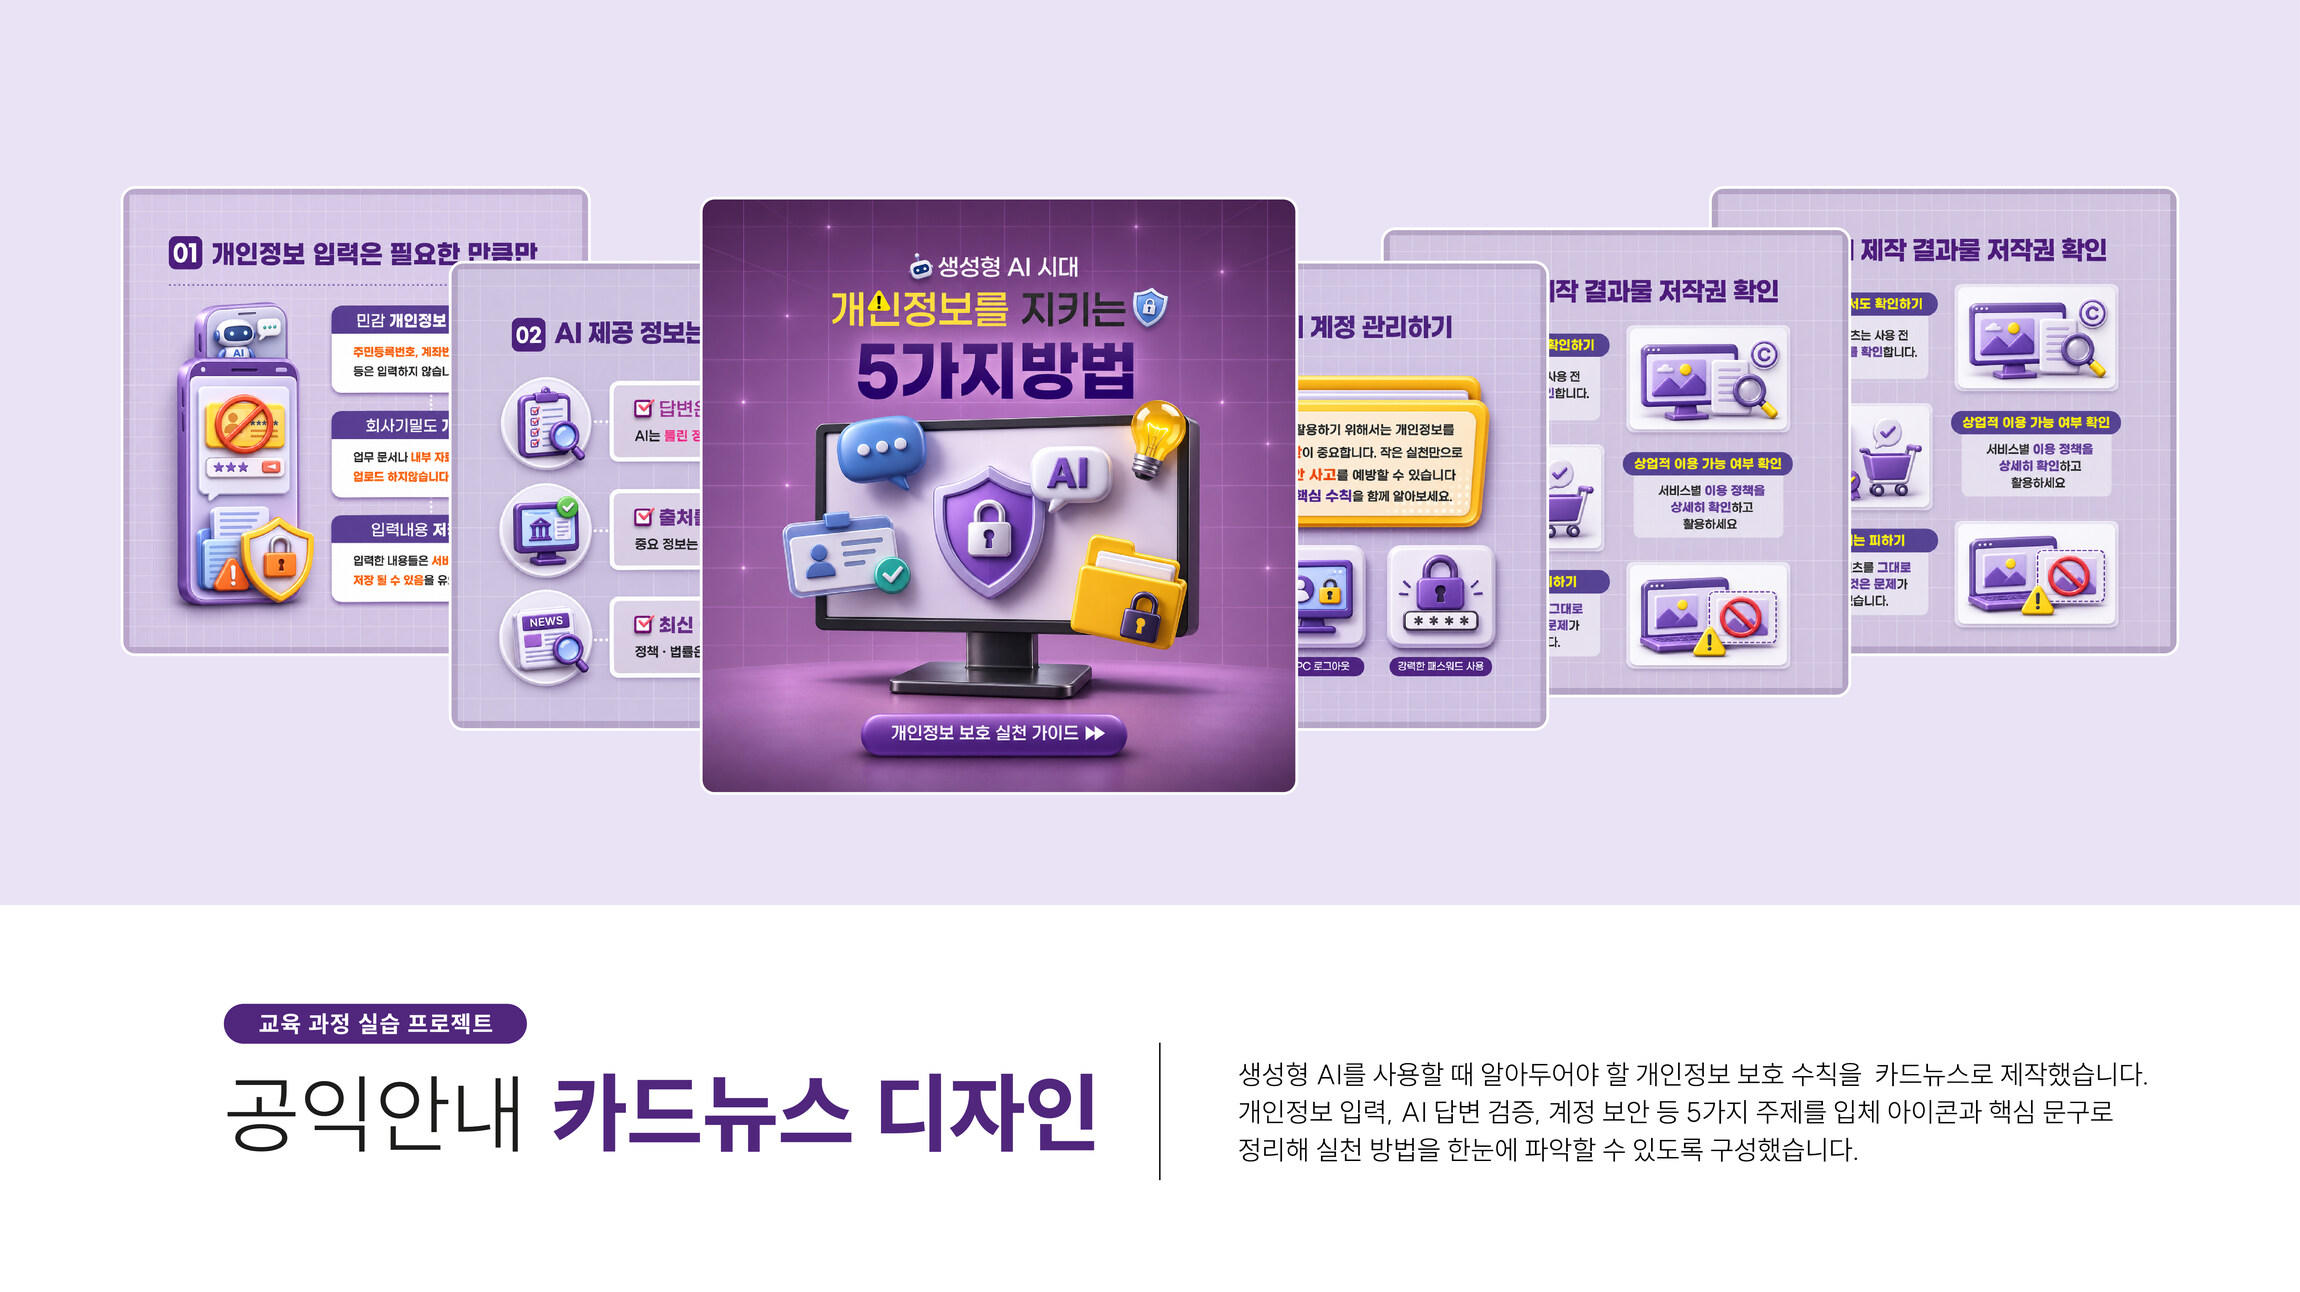 01 개인정보 입력은 필요한 만큼만
AI
민감 개인정보
주민등록번호, 계좌번
등은 입력하지 않습니
회사기밀도
업무 문서나 내부 자료
업로드 하지않습니다
입력내용
입력한 내용들은 서비
저장 될 수 있음을
02 AI 제공 정보는
답변은
AI는 틀린
출처를
중요 정보는
NEWS
최신
정책 · 법률은
생성형 AI 시대
개인정보를 지키는
5가지방법
AI
개인정보 보호 실천 가이드
계정 관리하기
활용하기 위해서는 개인정보를
이 중요합니다. 작은 실천만으로
사고를 예방할 수 있습니다
핵심 수칙을 함께 알아보세요.
****
PC 로그아웃
강력한 패스워드 사용
제작 결과물 저작권 확인
확인하기
사용 전
합니다.
©
상업적 이용 가능 여부 확인
서비스별 이용 정책을
상세히 확인하고
활용하세요
하기
그대로
문제가
다.
제작 결과물 저작권 확인
서도 확인하기
츠는 사용 전
를 확인합니다.
©
상업적 이용 가능 여부 확인
서비스별 이용 정책을
상세히 확인하고
활용하세요
는 피하기
츠를 그대로
것은 문제가
있습니다.
교육 과정 실습 프로젝트
공익안내 카드뉴스 디자인
생성형 AI를 사용할 때 알아두어야 할 개인정보 보호 수칙을 카드뉴스로 제작했습니다.
개인정보 입력, AI 답변 검증, 계정 보안 등 5가지 주제를 입체 아이콘과 핵심 문구로
정리해 실천 방법을 한눈에 파악할 수 있도록 구성했습니다.